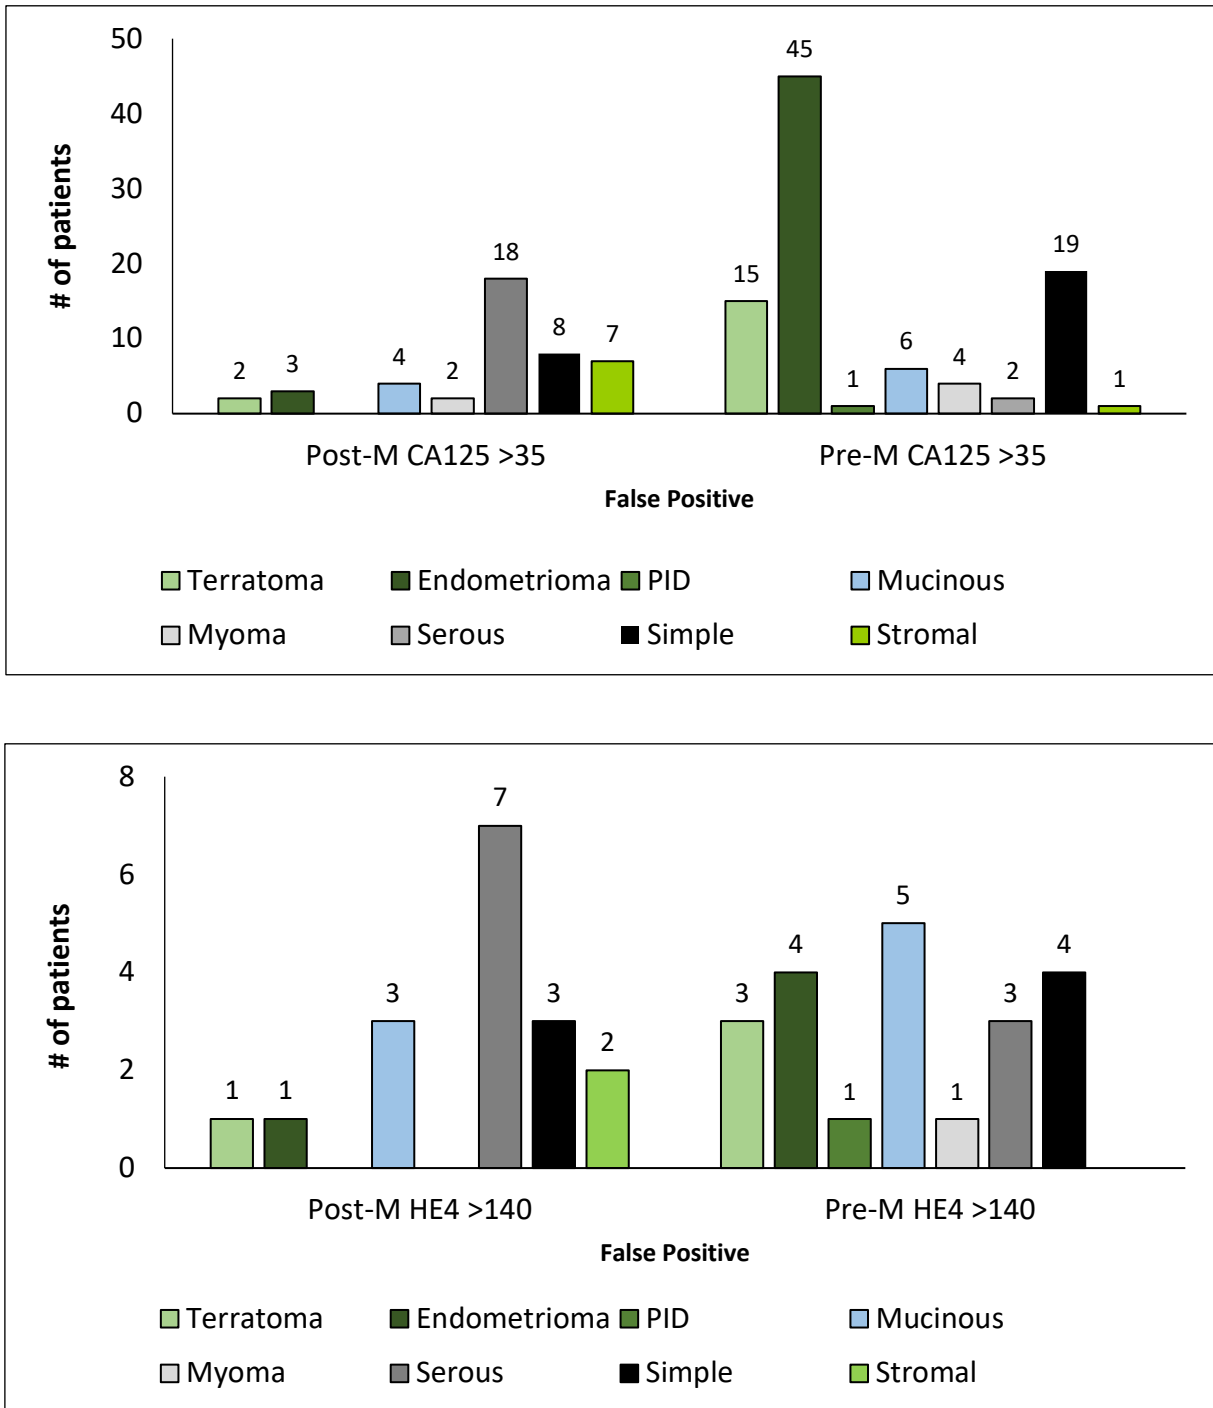 50
40
30
20
10
0
# of patients
2 3 4 2 18 8 7 15 45 1 6 4 2 19 1
Post-M CA125 >35 Pre-M CA125 >35
False Positive
Terratoma Endometrioma PID Mucinous
Myoma Serous Simple Stromal
8
6
4
2
0
# of patients
1 1 3 7 3 2 3 4 1 5 1 3 4
Post-M HE4 >140 Pre-M HE4 >140
False Positive
Terratoma Endometrioma PID Mucinous
Myoma Serous Simple Stromal